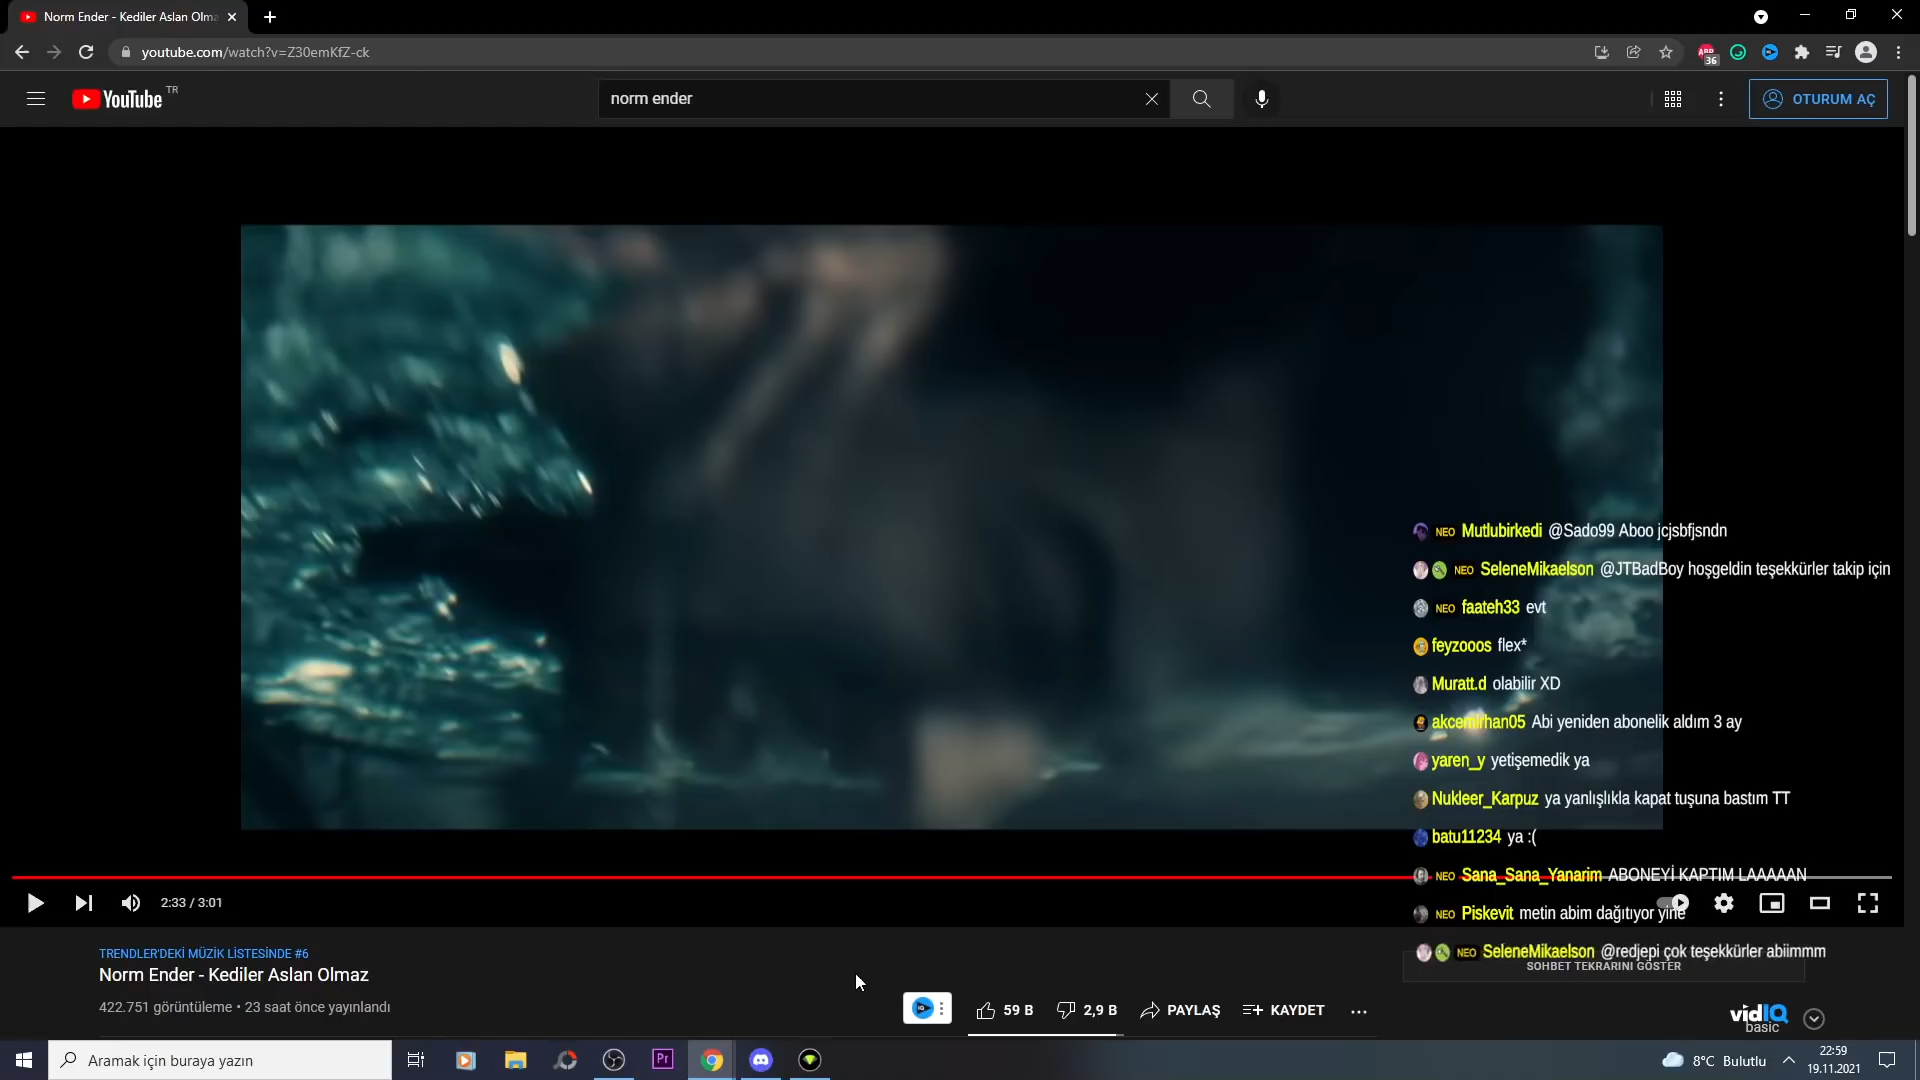 Norm Ender - Kediler Aslan Olma
youtube.com/watch?v=Z30emKfZ-ck
ABP
36
YouTube TR
norm ender
OTURUM AÇ
NEO Mutlubirkedi @Sado99 Aboo jcjsbfjsndn
NEO SeleneMikaelson @JTBadBoy hoşgeldin teşekkürler takip için
NEO faateh33 evt
feyzooos flex*
Muratt.d olabilir XD
akcemirhan05 Abi yeniden abonelik aldım 3 ay
yaren_y yetişemedik ya
Nukleer_Karpuz ya yanlışlıkla kapat tuşuna bastım TT
batu11234 ya :(
NEO Sana_Sana_Yanarim ABONEYİ KAPTIM LAAAAAN
NEO Piskevit metin abim dağıtıyor yine
NEO SeleneMikaelson @redjepi çok teşekkürler abiimmm
SOHBET TEKRARINI GÖSTER
2:33 / 3:01
TRENDLER'DEKİ MÜZİK LİSTESİNDE #6
Norm Ender - Kediler Aslan Olmaz
422.751 görüntüleme • 23 saat önce yayınlandı
IQ
59 B
2,9 B
PAYLAŞ
KAYDET
vidIQ
basic
Aramak için buraya yazın
Pr
8°C Bulutlu
22:59
19.11.2021